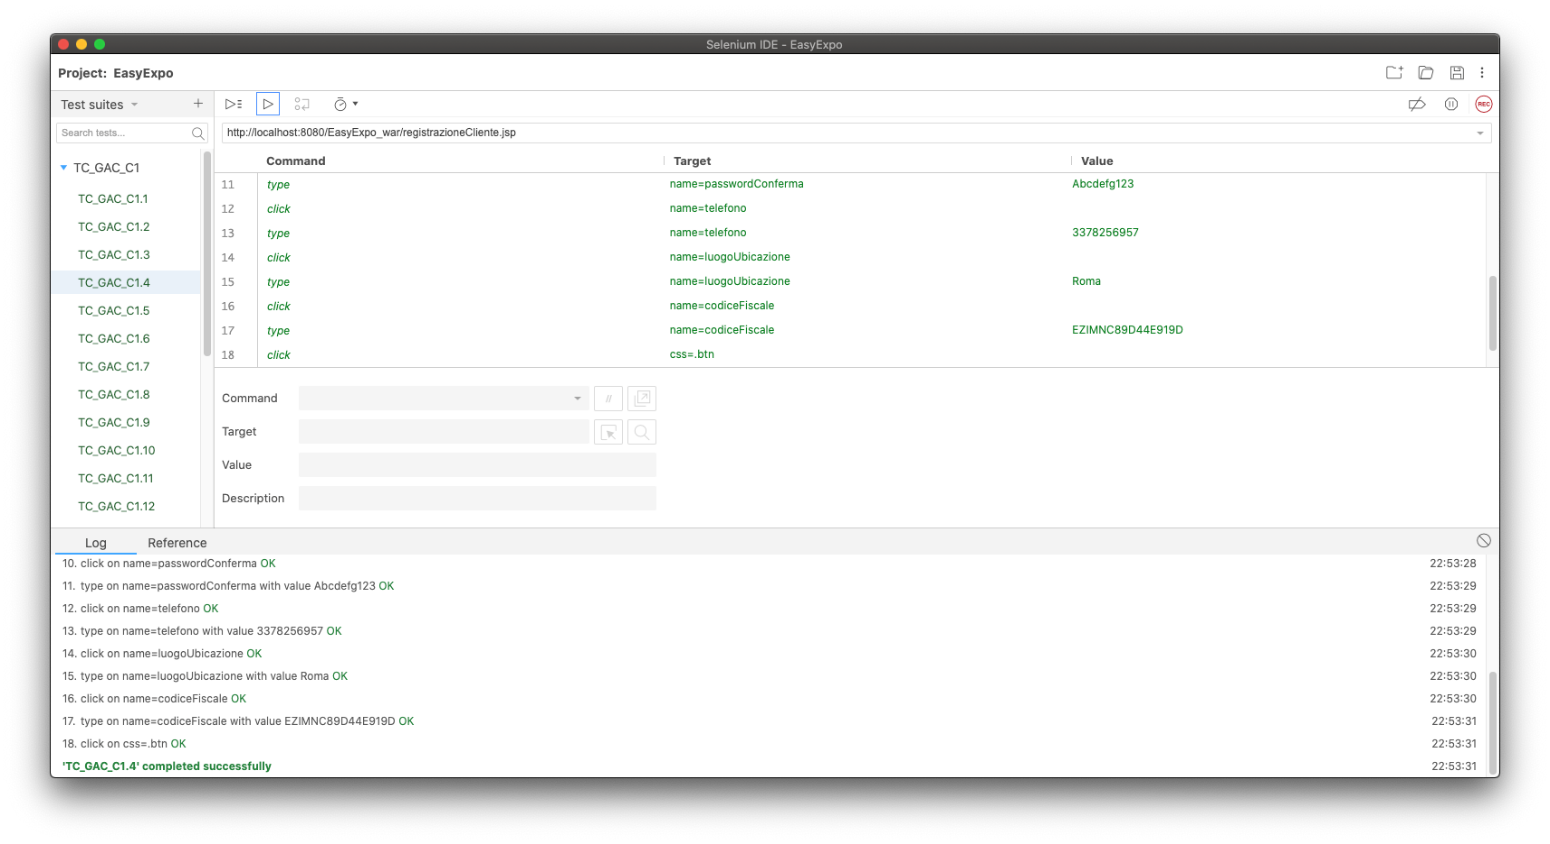 Selenium IDE - EasyExpo
Project: EasyExpo
Test suites
REC
Search tests...
http://localhost:8080/EasyExpo_war/registrazioneCliente.jsp
TC_GAC_C1
TC_GAC_C1.1
TC_GAC_C1.2
TC_GAC_C1.3
TC_GAC_C1.4
TC_GAC_C1.5
TC_GAC_C1.6
TC_GAC_C1.7
TC_GAC_C1.8
TC_GAC_C1.9
TC_GAC_C1.10
TC_GAC_C1.11
TC_GAC_C1.12
Command Target Value
11 type name=passwordConferma Abcdefg123
12 click name=telefono
13 type name=telefono 3378256957
14 click name=luogoUbicazione
15 type name=luogoUbicazione Roma
16 click name=codiceFiscale
17 type name=codiceFiscale EZIMNC89D44E919D
18 click css=.btn
Command //
Target
Value
Description
Log Reference
10. click on name=passwordConferma OK 22:53:28
11. type on name=passwordConferma with value Abcdefg123 OK 22:53:29
12. click on name=telefono OK 22:53:29
13. type on name=telefono with value 3378256957 OK 22:53:29
14. click on name=luogoUbicazione OK 22:53:30
15. type on name=luogoUbicazione with value Roma OK 22:53:30
16. click on name=codiceFiscale OK 22:53:30
17. type on name=codiceFiscale with value EZIMNC89D44E919D OK 22:53:31
18. click on css=.btn OK 22:53:31
'TC_GAC_C1.4' completed successfully 22:53:31